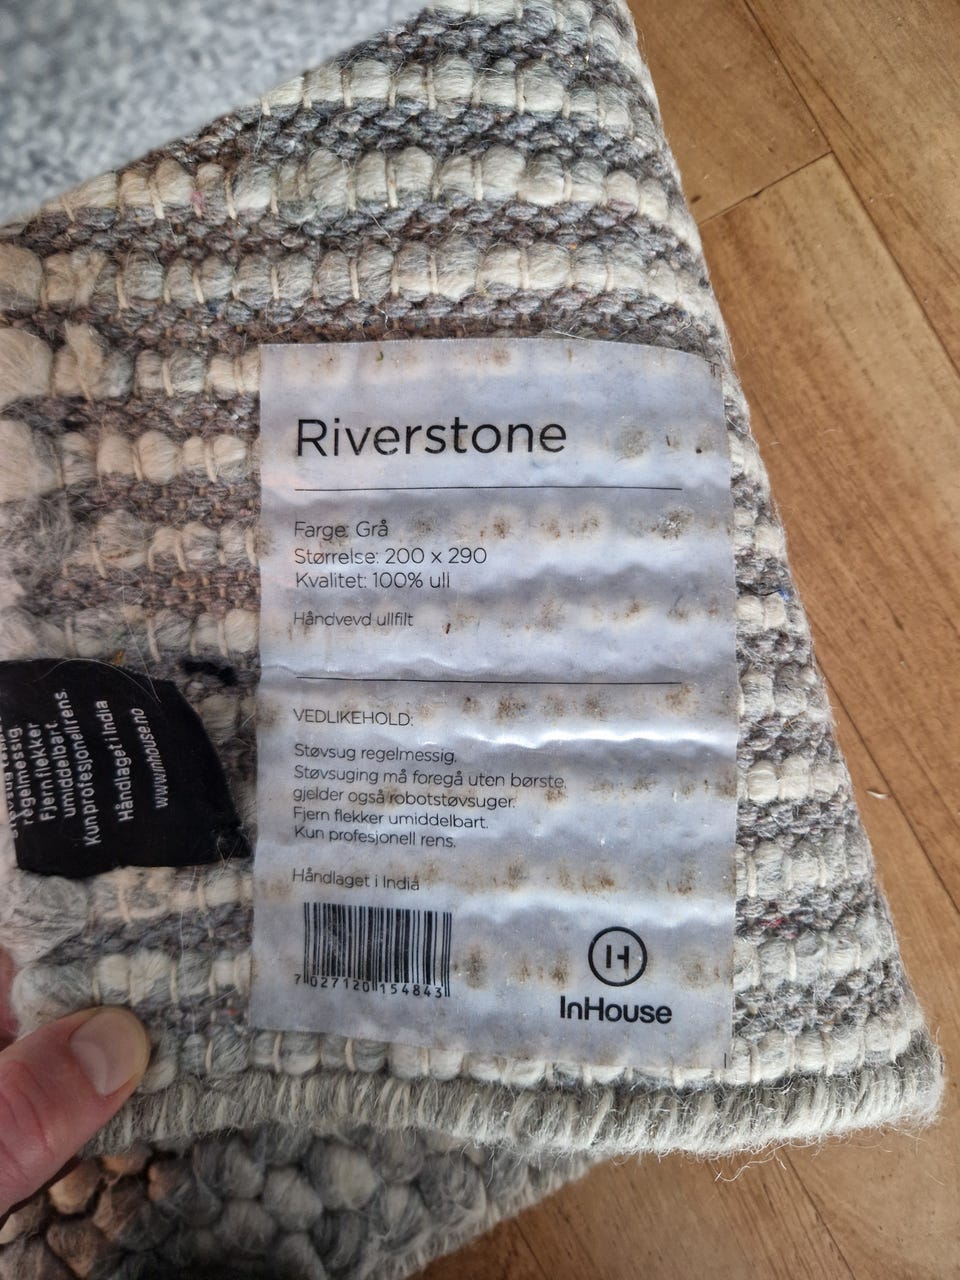 Riverstone
Farge: Grå
Størrelse: 200 x 290
Kvalitet: 100% ull
Håndvevd ullfilt
VEDLIKEHOLD:
Støvsug regelmessig.
Støvsuging må foregå uten børste,
gjelder også robotstøvsuger.
Fjern flekker umiddelbart.
Kun profesjonell rens.
Håndlaget i India
7 027120 154843
H
InHouse
regelmessig.
Fjern flekker
umiddelbart.
Kun profesjonell rens.
Håndlaget i India
www.inhouse.no